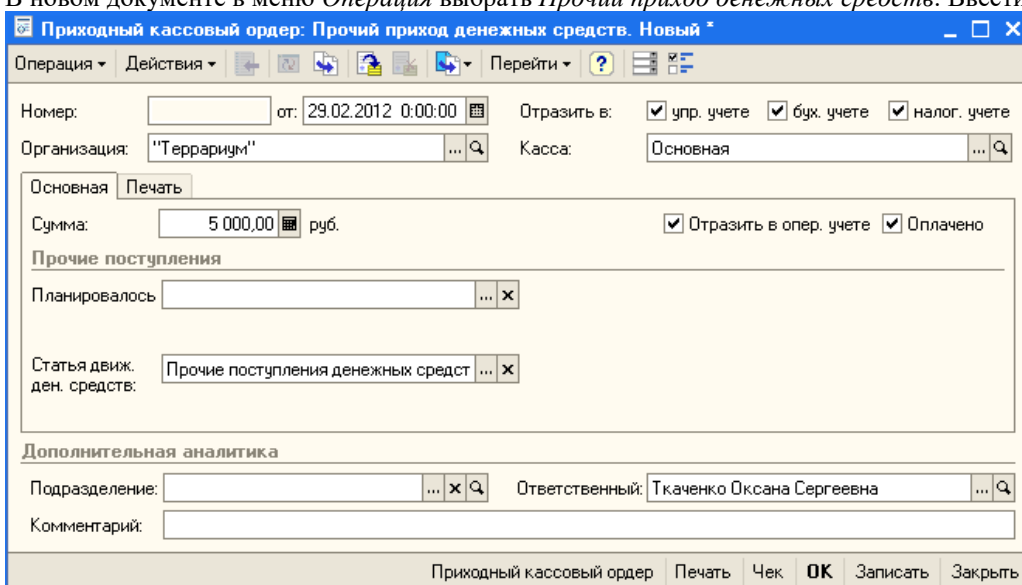 В новом документе в меню Операция выбрать Прочий приход денежных средств. Ввести
Приходный кассовый ордер: Прочий приход денежных средств. Новый *
Операция Действия Перейти ?
Номер: от: 29.02.2012 0:00:00 Отразить в: упр. учете бух. учете налог. учете
Организация: "Террариум" ... Касса: Основная ...
Основная Печать
Сумма: 5 000,00 руб. Отразить в опер. учете Оплачено
Прочие поступления
Планировалось ... x
Статья движ.
ден. средств: Прочие поступления денежных средст ... x
Дополнительная аналитика
Подразделение: ... x Ответственный: Ткаченко Оксана Сергеевна ...
Комментарий:
Приходный кассовый ордер Печать Чек OK Записать Закрыть